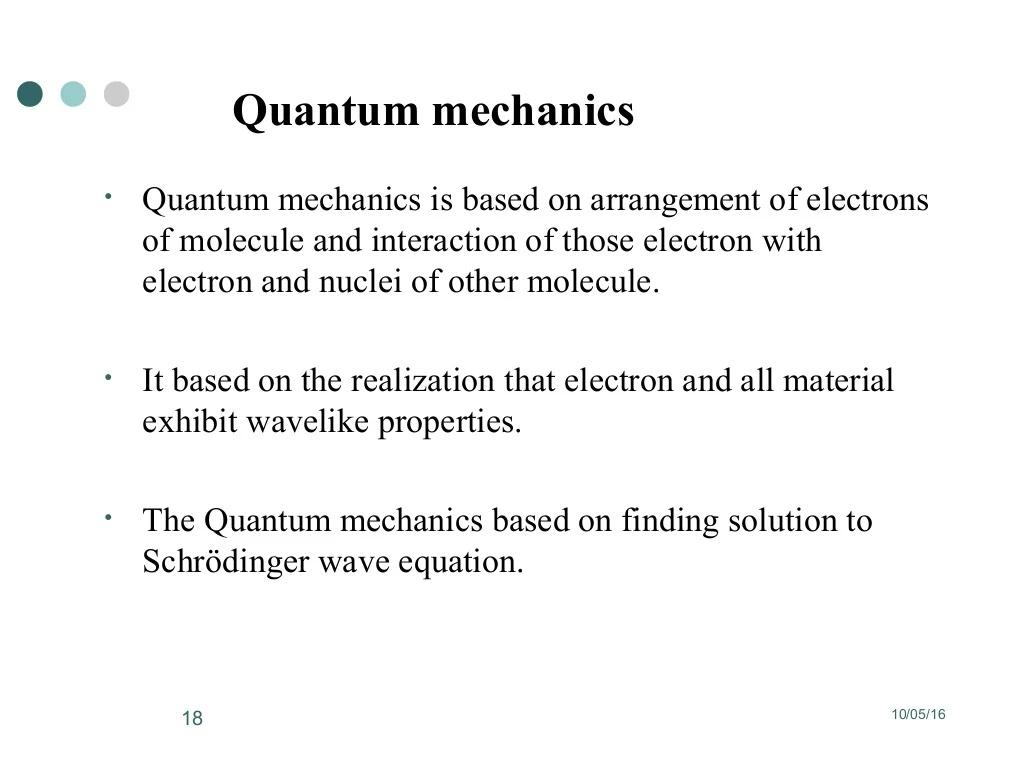 Quantum mechanics
• Quantum mechanics is based on arrangement of electrons
of molecule and interaction of those electron with
electron and nuclei of other molecule.
• It based on the realization that electron and all material
exhibit wavelike properties.
• The Quantum mechanics based on finding solution to
Schrödinger wave equation.
18
10/05/16